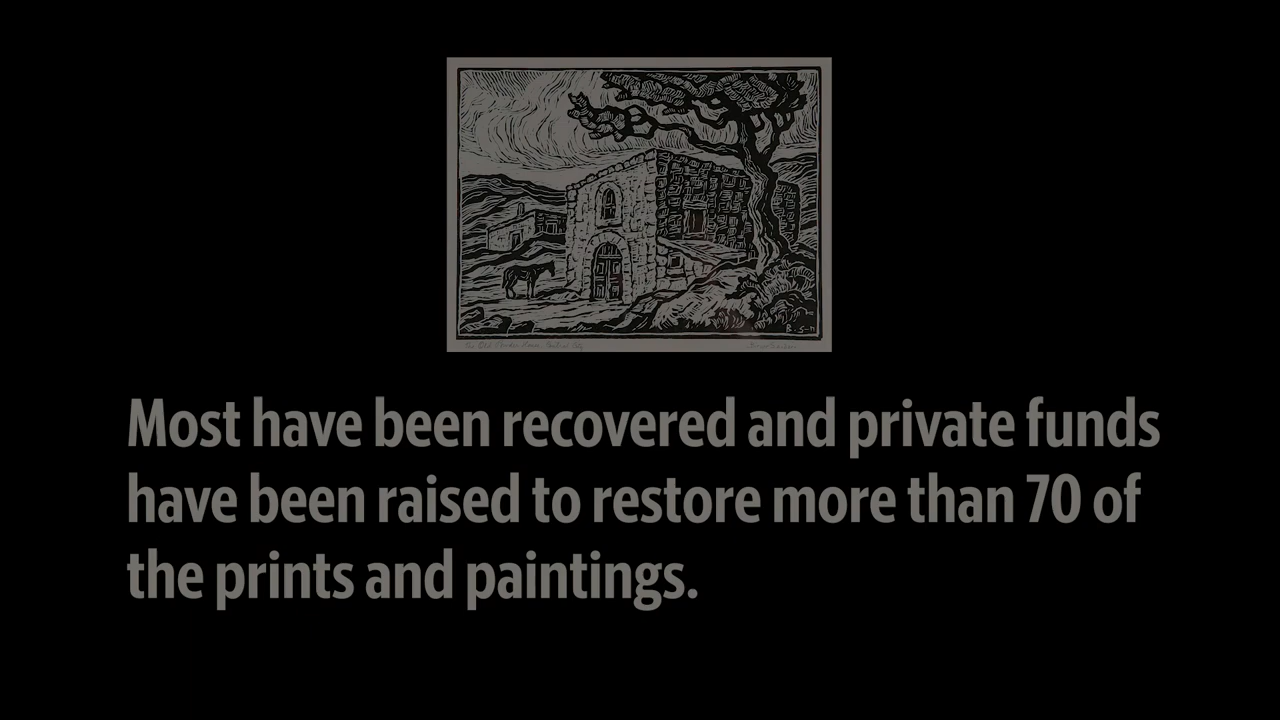 B.S-N
Most have been recovered and private funds
have been raised to restore more than 70 of
the prints and paintings.